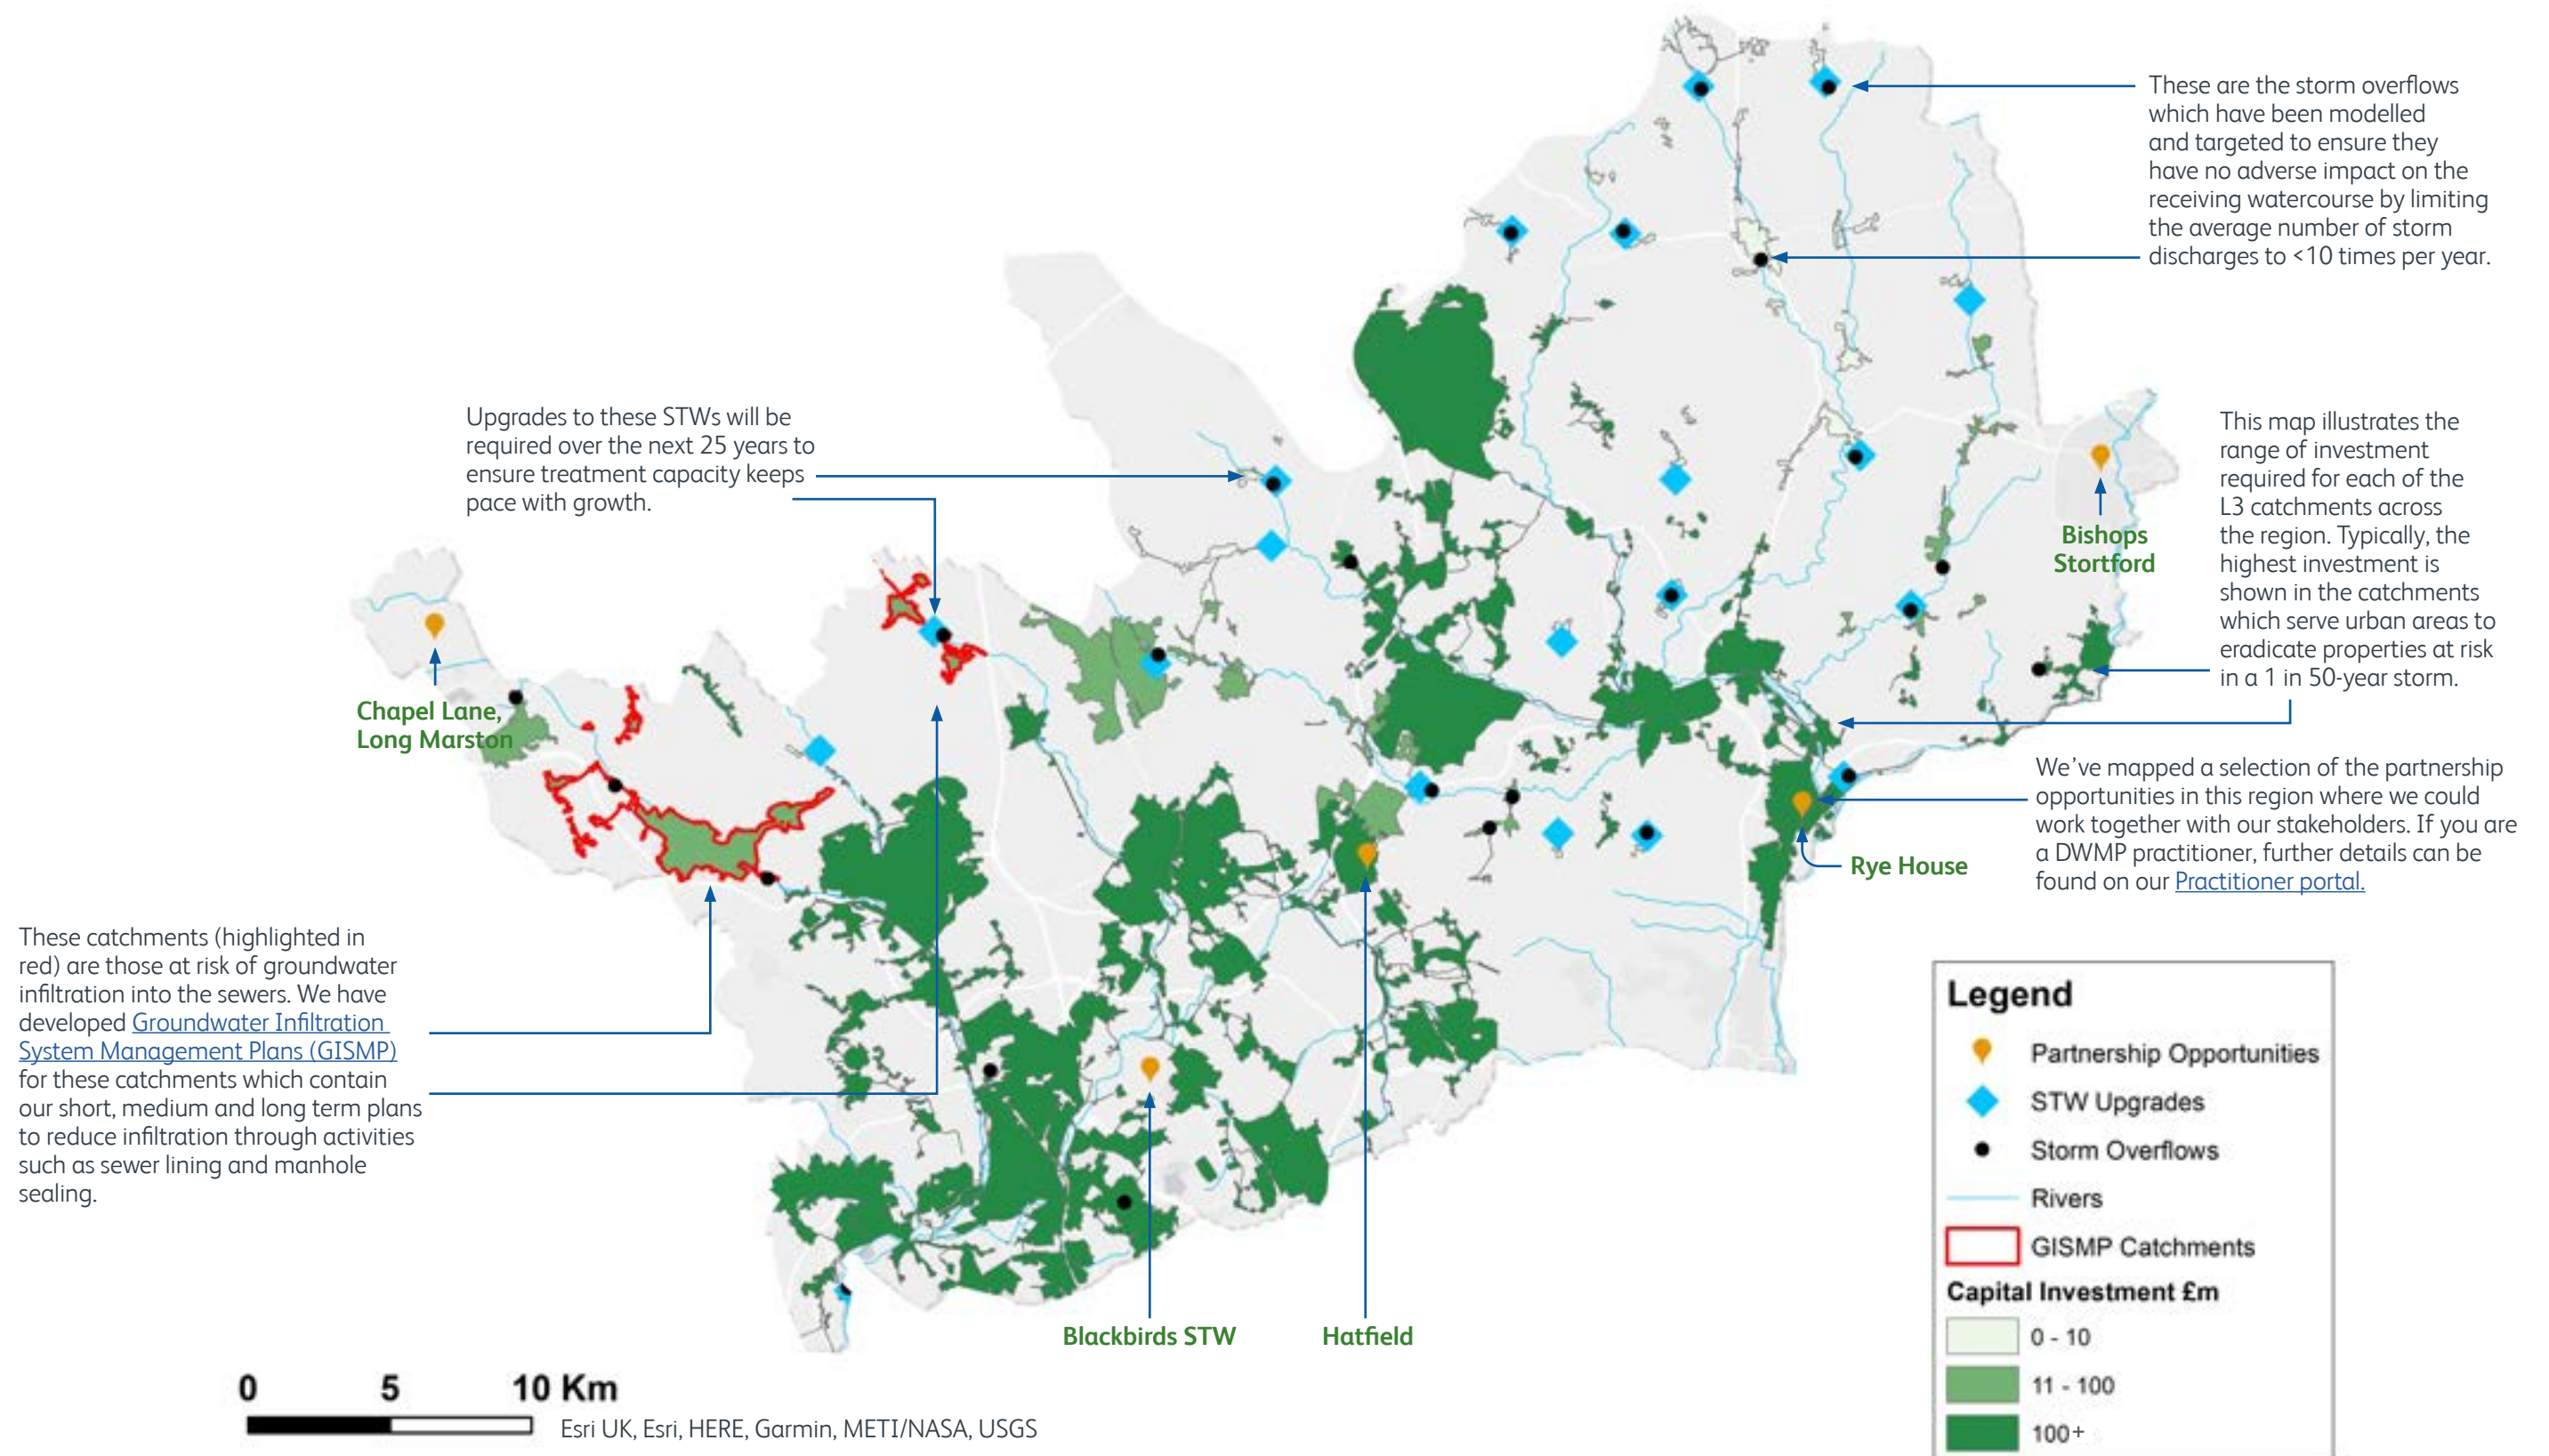 These are the storm overflows
which have been modelled
and targeted to ensure they
have no adverse impact on the
receiving watercourse by limiting
the average number of storm
discharges to <10 times per year.
Upgrades to these STWs will be
required over the next 25 years to
ensure treatment capacity keeps
pace with growth.
This map illustrates the
range of investment
required for each of the
L3 catchments across
the region. Typically, the
highest investment is
shown in the catchments
which serve urban areas to
eradicate properties at risk
in a 1 in 50-year storm.
Bishops
Stortford
Chapel Lane,
Long Marston
We've mapped a selection of the partnership
opportunities in this region where we could
work together with our stakeholders. If you are
a DWMP practitioner, further details can be
found on our Practitioner portal.
Rye House
These catchments (highlighted in
red) are those at risk of groundwater
infiltration into the sewers. We have
developed Groundwater Infiltration
System Management Plans (GISMP)
for these catchments which contain
our short, medium and long term plans
to reduce infiltration through activities
such as sewer lining and manhole
sealing.
Blackbirds STW
Hatfield
Legend
Partnership Opportunities
STW Upgrades
Storm Overflows
Rivers
GISMP Catchments
Capital Investment £m
0 - 10
11 - 100
100+
0 5 10 Km
Esri UK, Esri, HERE, Garmin, METI/NASA, USGS